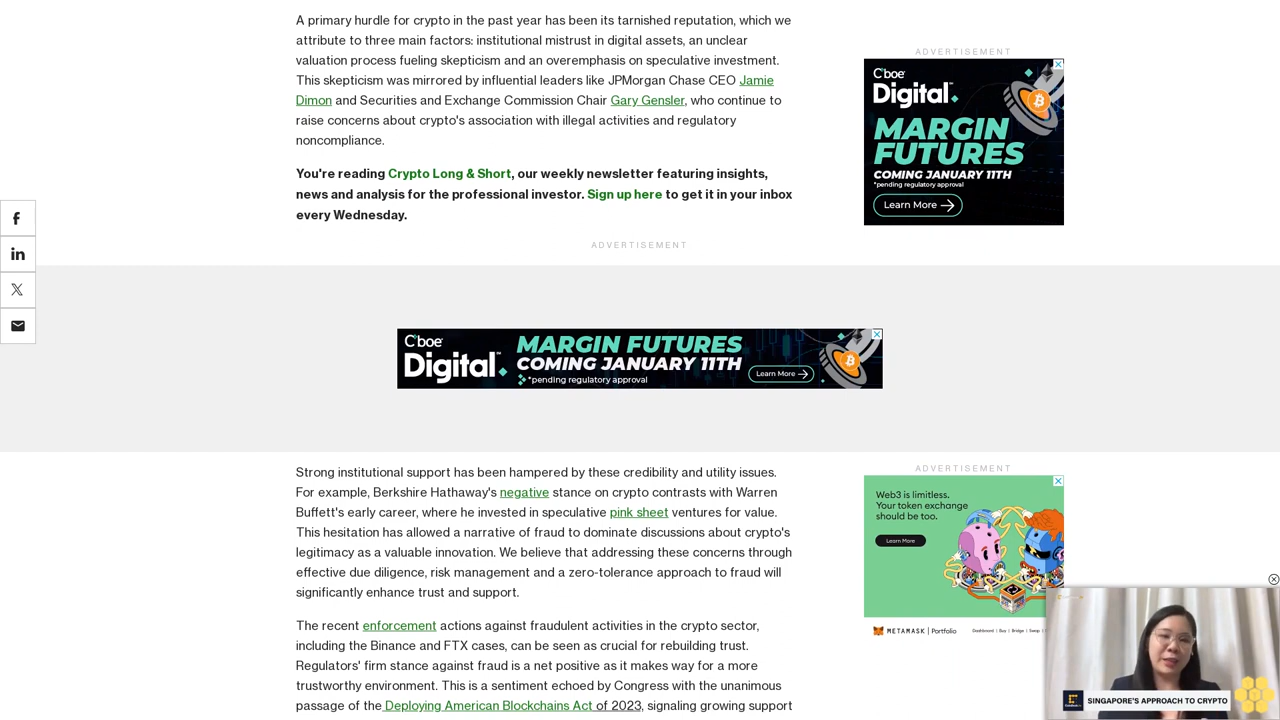 A primary hurdle for crypto in the past year has been its tarnished reputation, which we
attribute to three main factors: institutional mistrust in digital assets, an unclear
valuation process fueling skepticism and an overemphasis on speculative investment.
This skepticism was mirrored by influential leaders like JPMorgan Chase CEO Jamie
Dimon and Securities and Exchange Commission Chair Gary Gensler, who continue to
raise concerns about crypto's association with illegal activities and regulatory
noncompliance.
You're reading Crypto Long & Short, our weekly newsletter featuring insights,
news and analysis for the professional investor. Sign up here to get it in your inbox
every Wednesday.
ADVERTISEMENT
Cboe
Digital
MARGIN
FUTURES
COMING JANUARY 11TH
*pending regulatory approval
Learn More
ADVERTISEMENT
Cboe
Digital
MARGIN FUTURES
COMING JANUARY 11TH
*pending regulatory approval
Learn More
Strong institutional support has been hampered by these credibility and utility issues.
For example, Berkshire Hathaway's negative stance on crypto contrasts with Warren
Buffett's early career, where he invested in speculative pink sheet ventures for value.
This hesitation has allowed a narrative of fraud to dominate discussions about crypto's
legitimacy as a valuable innovation. We believe that addressing these concerns through
effective due diligence, risk management and a zero-tolerance approach to fraud will
significantly enhance trust and support.
The recent enforcement actions against fraudulent activities in the crypto sector,
including the Binance and FTX cases, can be seen as crucial for rebuilding trust.
Regulators' firm stance against fraud is a net positive as it makes way for a more
trustworthy environment. This is a sentiment echoed by Congress with the unanimous
passage of the Deploying American Blockchains Act of 2023, signaling growing support
ADVERTISEMENT
Web3 is limitless.
Your token exchange
should be too.
Learn More
METAMASK | Portfolio
Dashboard | Buy | Bridge | Swap |
SINGAPORE'S APPROACH TO CRYPTO